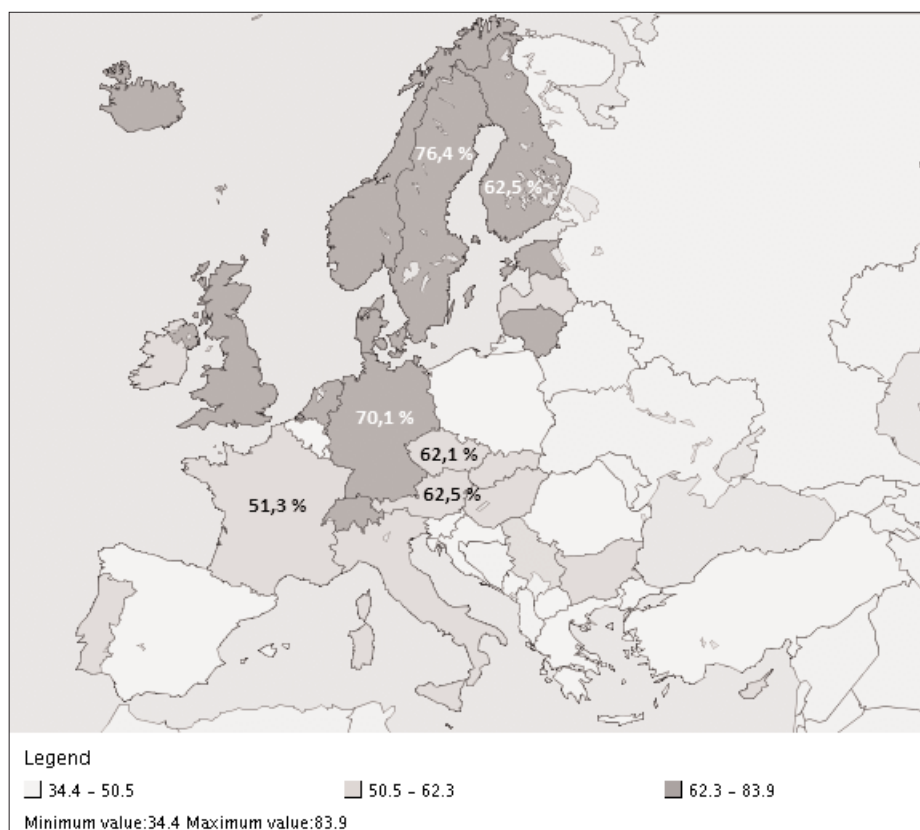 76,4 %
62,5 %
70,1 %
62,1 %
62,5 %
51,3 %
Legend
34.4 – 50.5
50.5 – 62.3
62.3 – 83.9
Minimum value:34.4 Maximum value:83.9